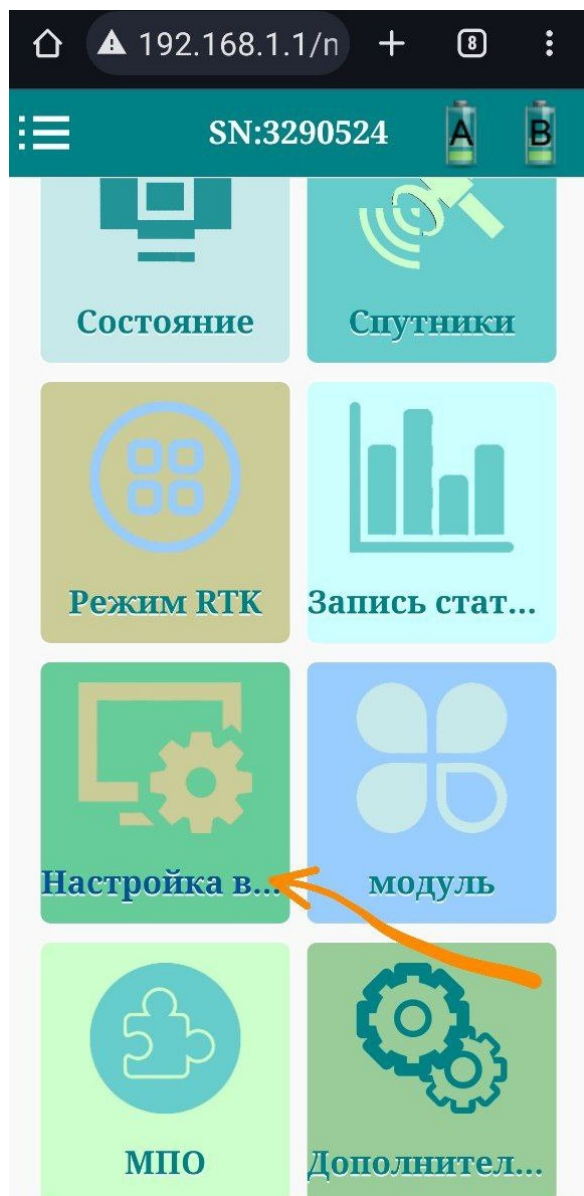 192.168.1.1/n
8
SN:3290524
A
B
Состояние
Спутники
Режим RTK
Запись стат...
Настройка в...
модуль
МПО
Дополнител...